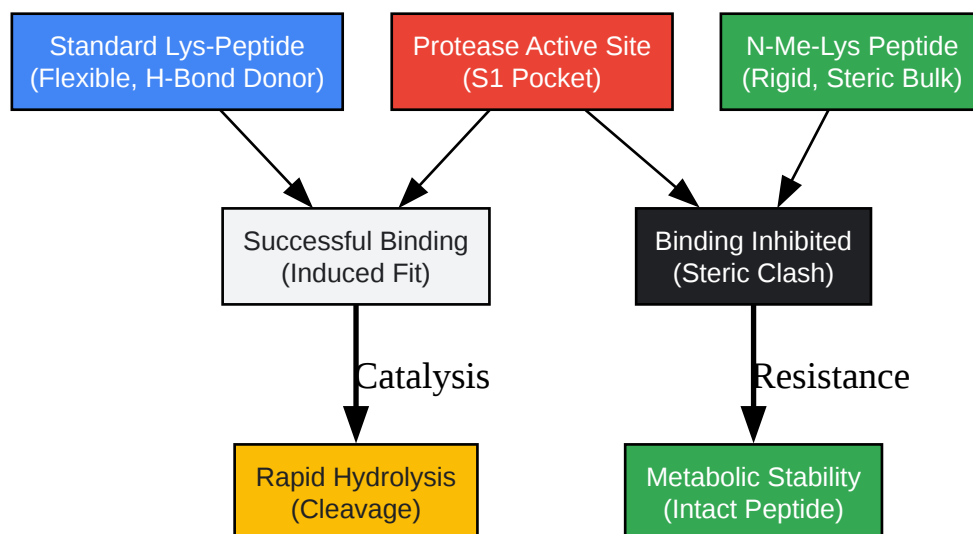 Standard Lys-Peptide
(Flexible, H-Bond Donor)
Protease Active Site
(S1 Pocket)
N-Me-Lys Peptide
(Rigid, Steric Bulk)
Successful Binding
(Induced Fit)
Binding Inhibited
(Steric Clash)
Catalysis
Resistance
Rapid Hydrolysis
(Cleavage)
Metabolic Stability
(Intact Peptide)